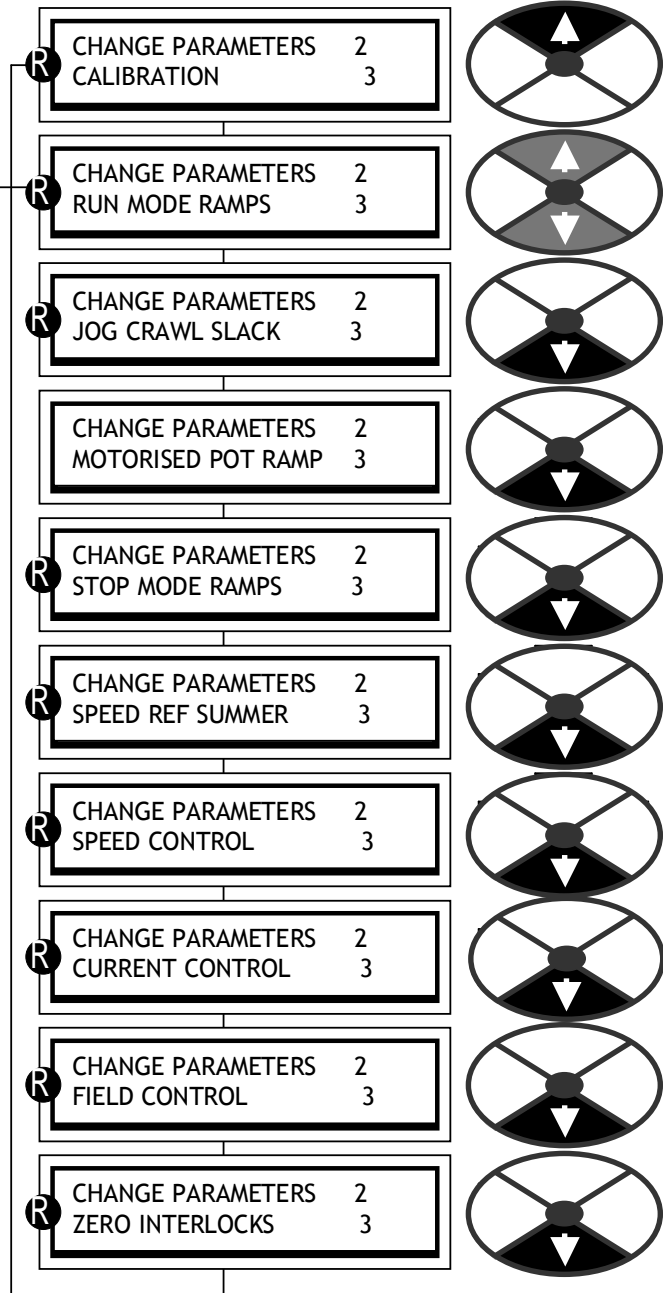 CHANGE PARAMETERS 2
R CALIBRATION 3
CHANGE PARAMETERS 2
R RUN MODE RAMPS 3
CHANGE PARAMETERS 2
R JOG CRAWL SLACK 3
CHANGE PARAMETERS 2
MOTORISED POT RAMP 3
CHANGE PARAMETERS 2
R STOP MODE RAMPS 3
CHANGE PARAMETERS 2
R SPEED REF SUMMER 3
CHANGE PARAMETERS 2
R SPEED CONTROL 3
CHANGE PARAMETERS 2
R CURRENT CONTROL 3
CHANGE PARAMETERS 2
R FIELD CONTROL 3
CHANGE PARAMETERS 2
R ZERO INTERLOCKS 3